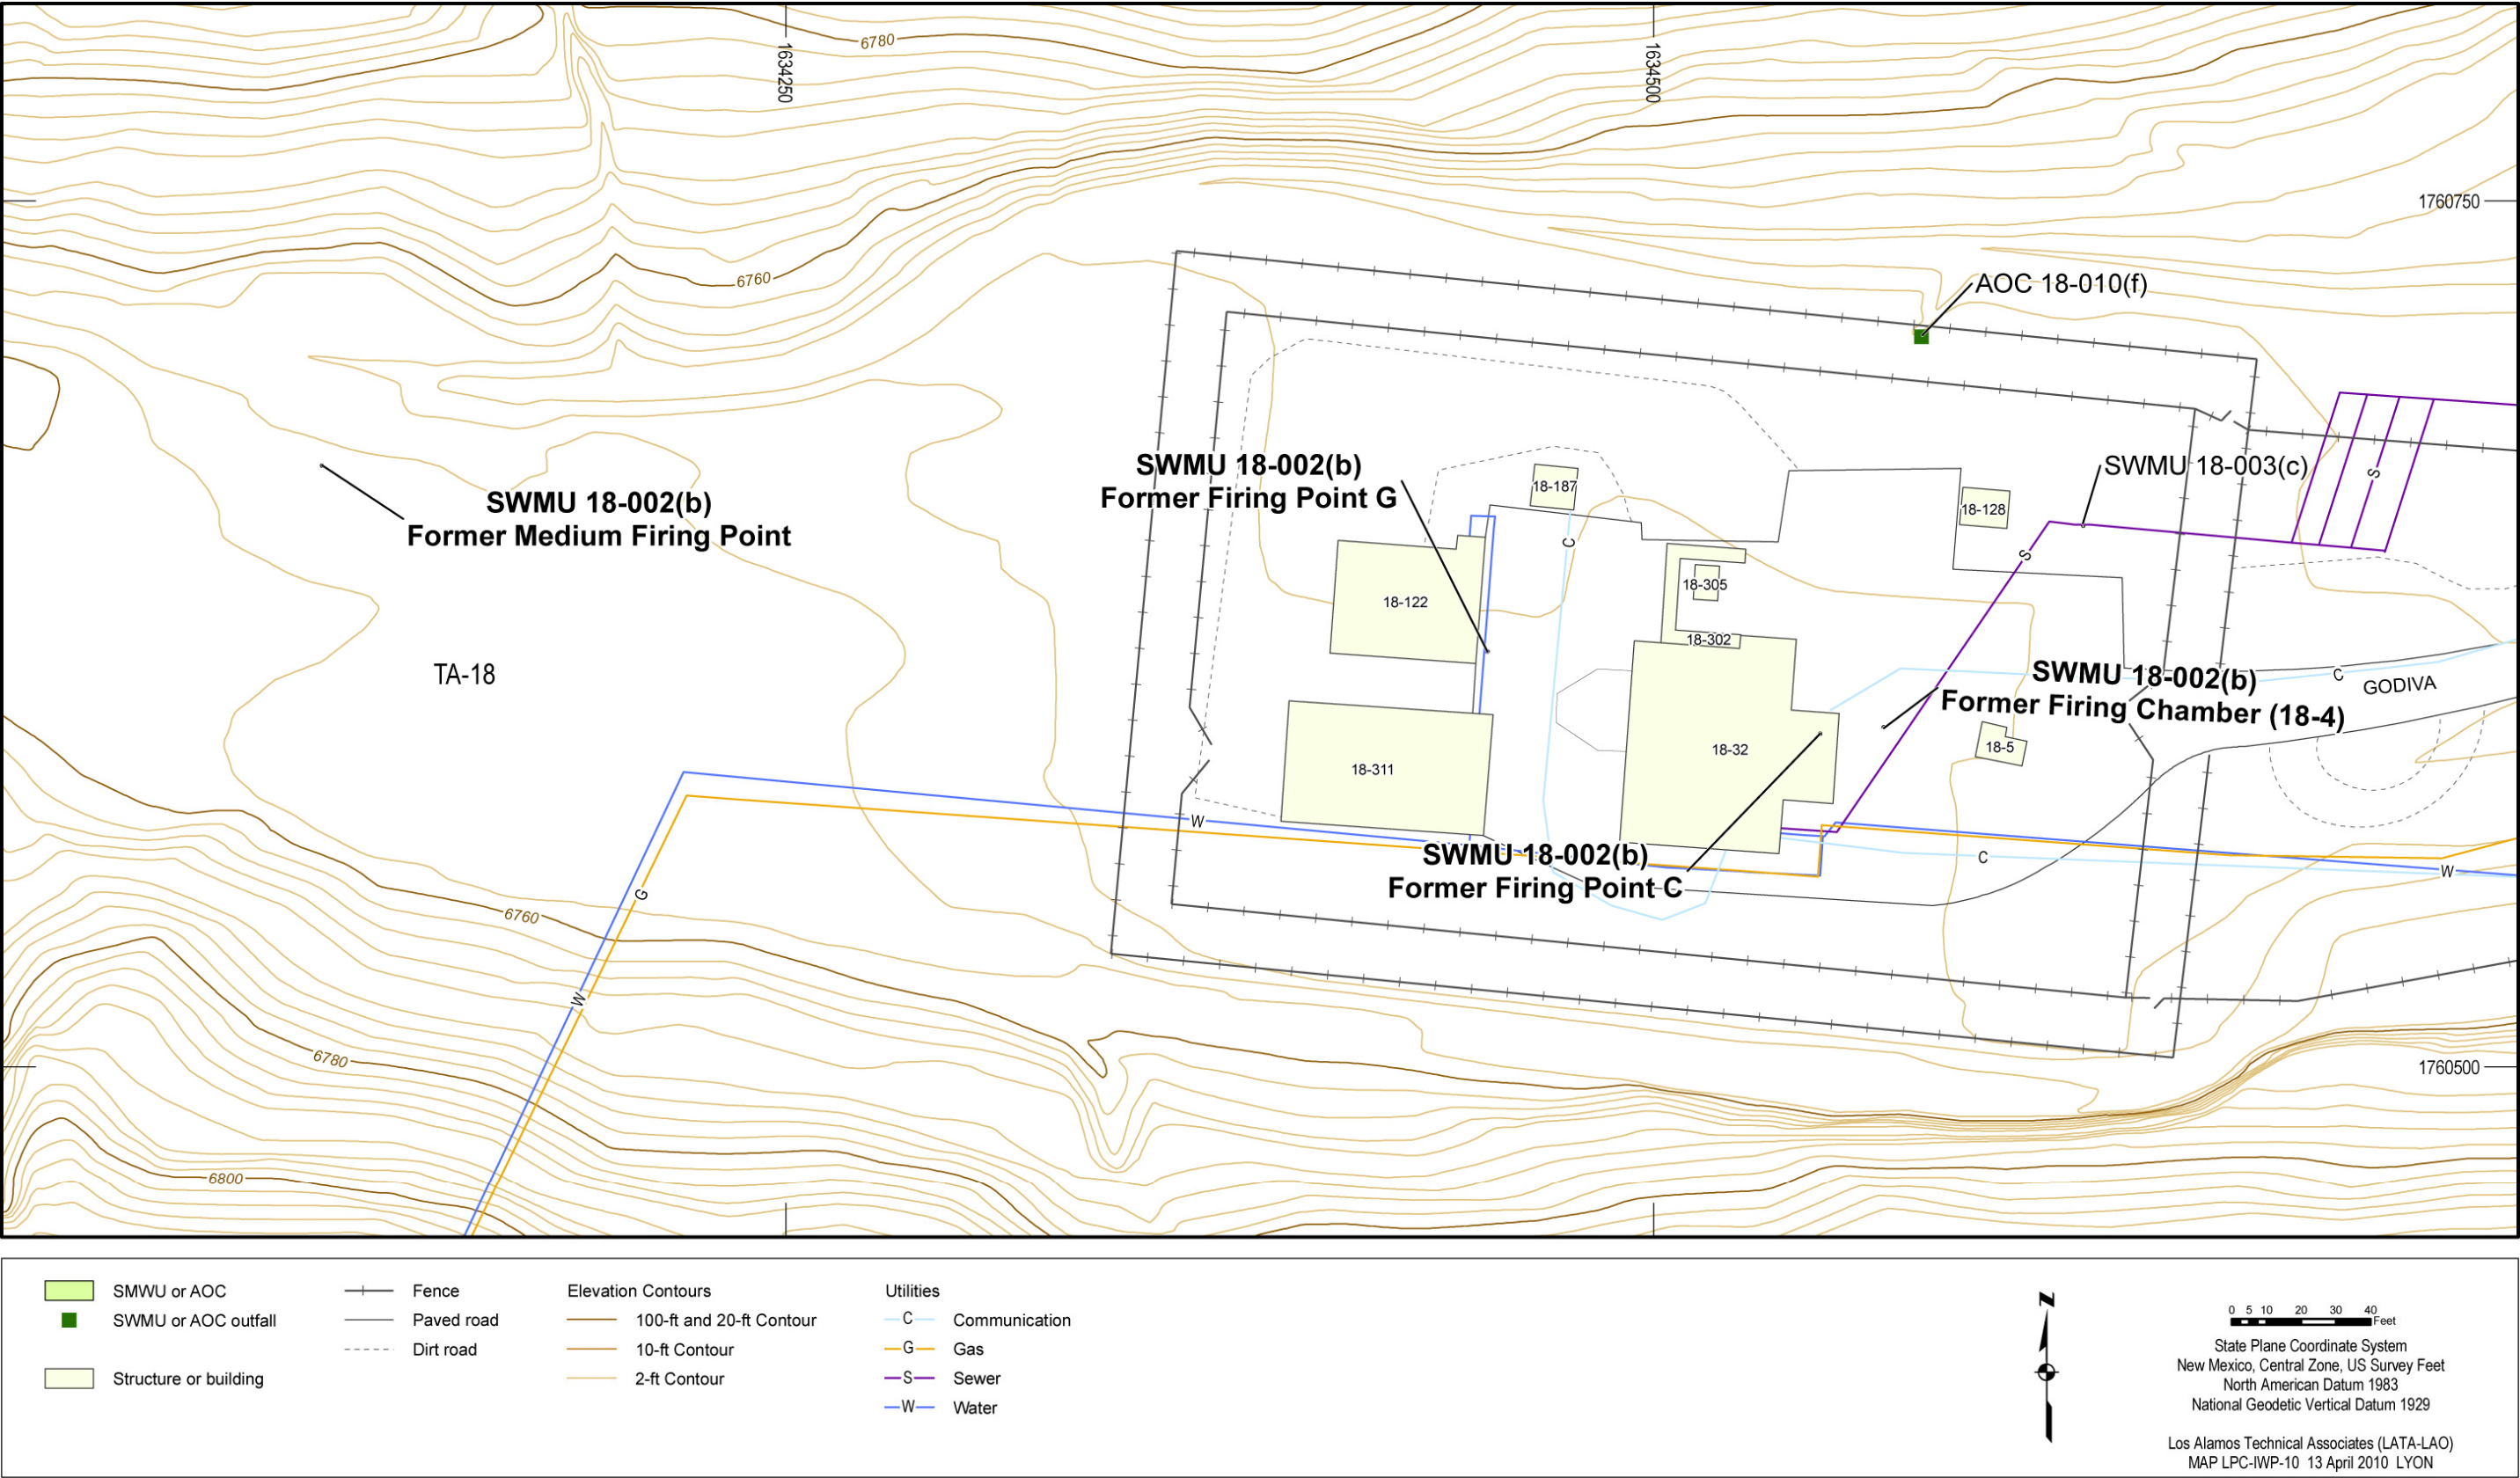 6780
1634250
1634500
1760750
6760
AOC 18-010(f)
SWMU 18-002(b)
Former Firing Point G
SWMU 18-003(c)
S
18-187
18-128
SWMU 18-002(b)
Former Medium Firing Point
C
S
18-305
18-122
18-302
TA-18
SWMU 18-002(b)
Former Firing Chamber (18-4)
C
GODIVA
18-5
18-32
18-311
W
SWMU 18-002(b)
Former Firing Point C
C
W
G
6760
W
6780
1760500
6800
SMWU or AOC
SWMU or AOC outfall
Structure or building
Fence
Paved road
Dirt road
Elevation Contours
100-ft and 20-ft Contour
10-ft Contour
2-ft Contour
Utilities
C Communication
G Gas
S Sewer
W Water
N
0 5 10 20 30 40
Feet
State Plane Coordinate System
New Mexico, Central Zone, US Survey Feet
North American Datum 1983
National Geodetic Vertical Datum 1929
Los Alamos Technical Associates (LATA-LAO)
MAP LPC-IWP-10 13 April 2010 LYON